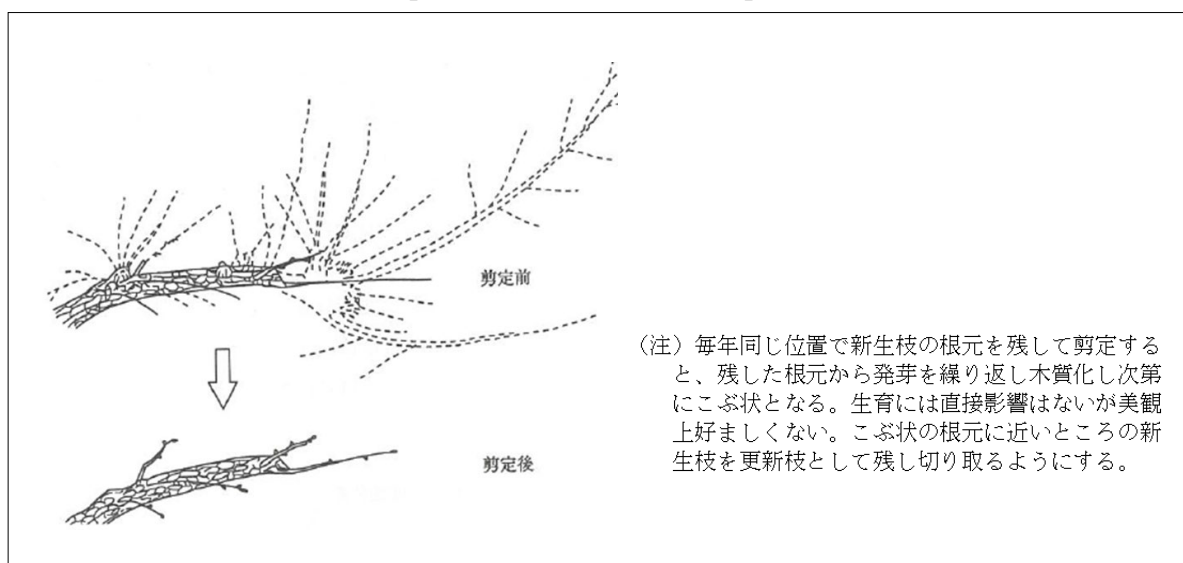 剪定前
(注)毎年同じ位置で新生枝の根元を残して剪定する
と、残した根元から発芽を繰り返し木質化し次第
にこぶ状となる。生育には直接影響はないが美観
上好ましくない。こぶ状の根元に近いところの新
生枝を更新枝として残し切り取るようにする。
剪定後